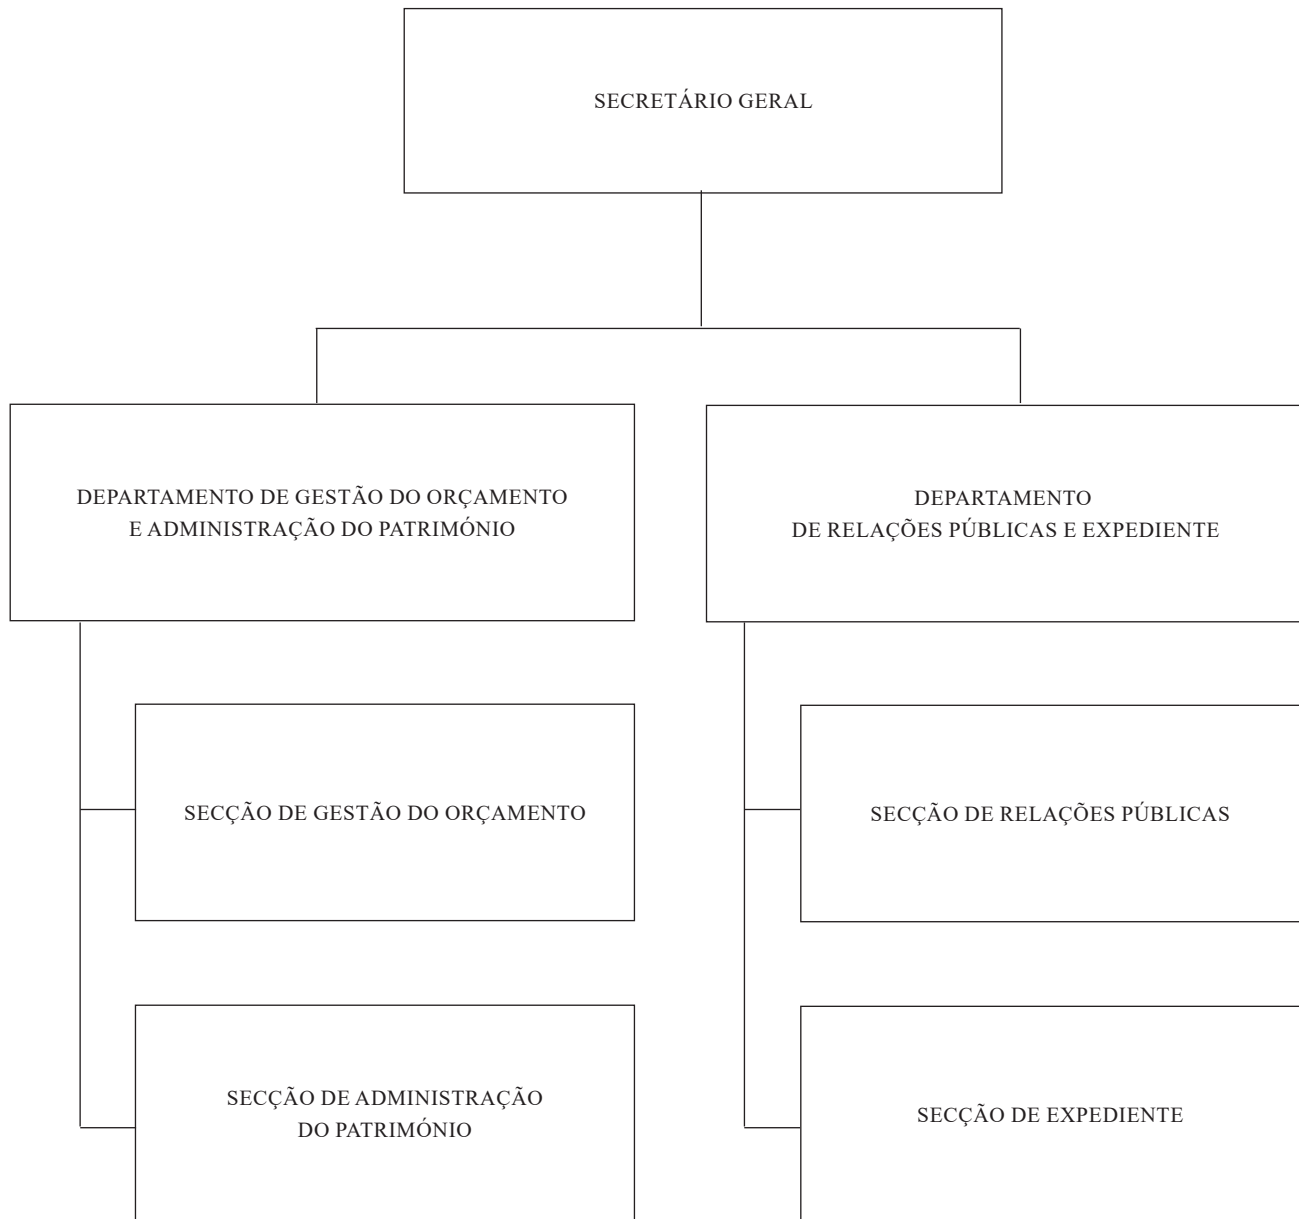 SECRETÁRIO GERAL
DEPARTAMENTO DE GESTÃO DO ORÇAMENTO
E ADMINISTRAÇÃO DO PATRIMÓNIO
DEPARTAMENTO
DE RELAÇÕES PÚBLICAS E EXPEDIENTE
SECÇÃO DE GESTÃO DO ORÇAMENTO
SECÇÃO DE RELAÇÕES PÚBLICAS
SECÇÃO DE ADMINISTRAÇÃO
DO PATRIMÓNIO
SECÇÃO DE EXPEDIENTE